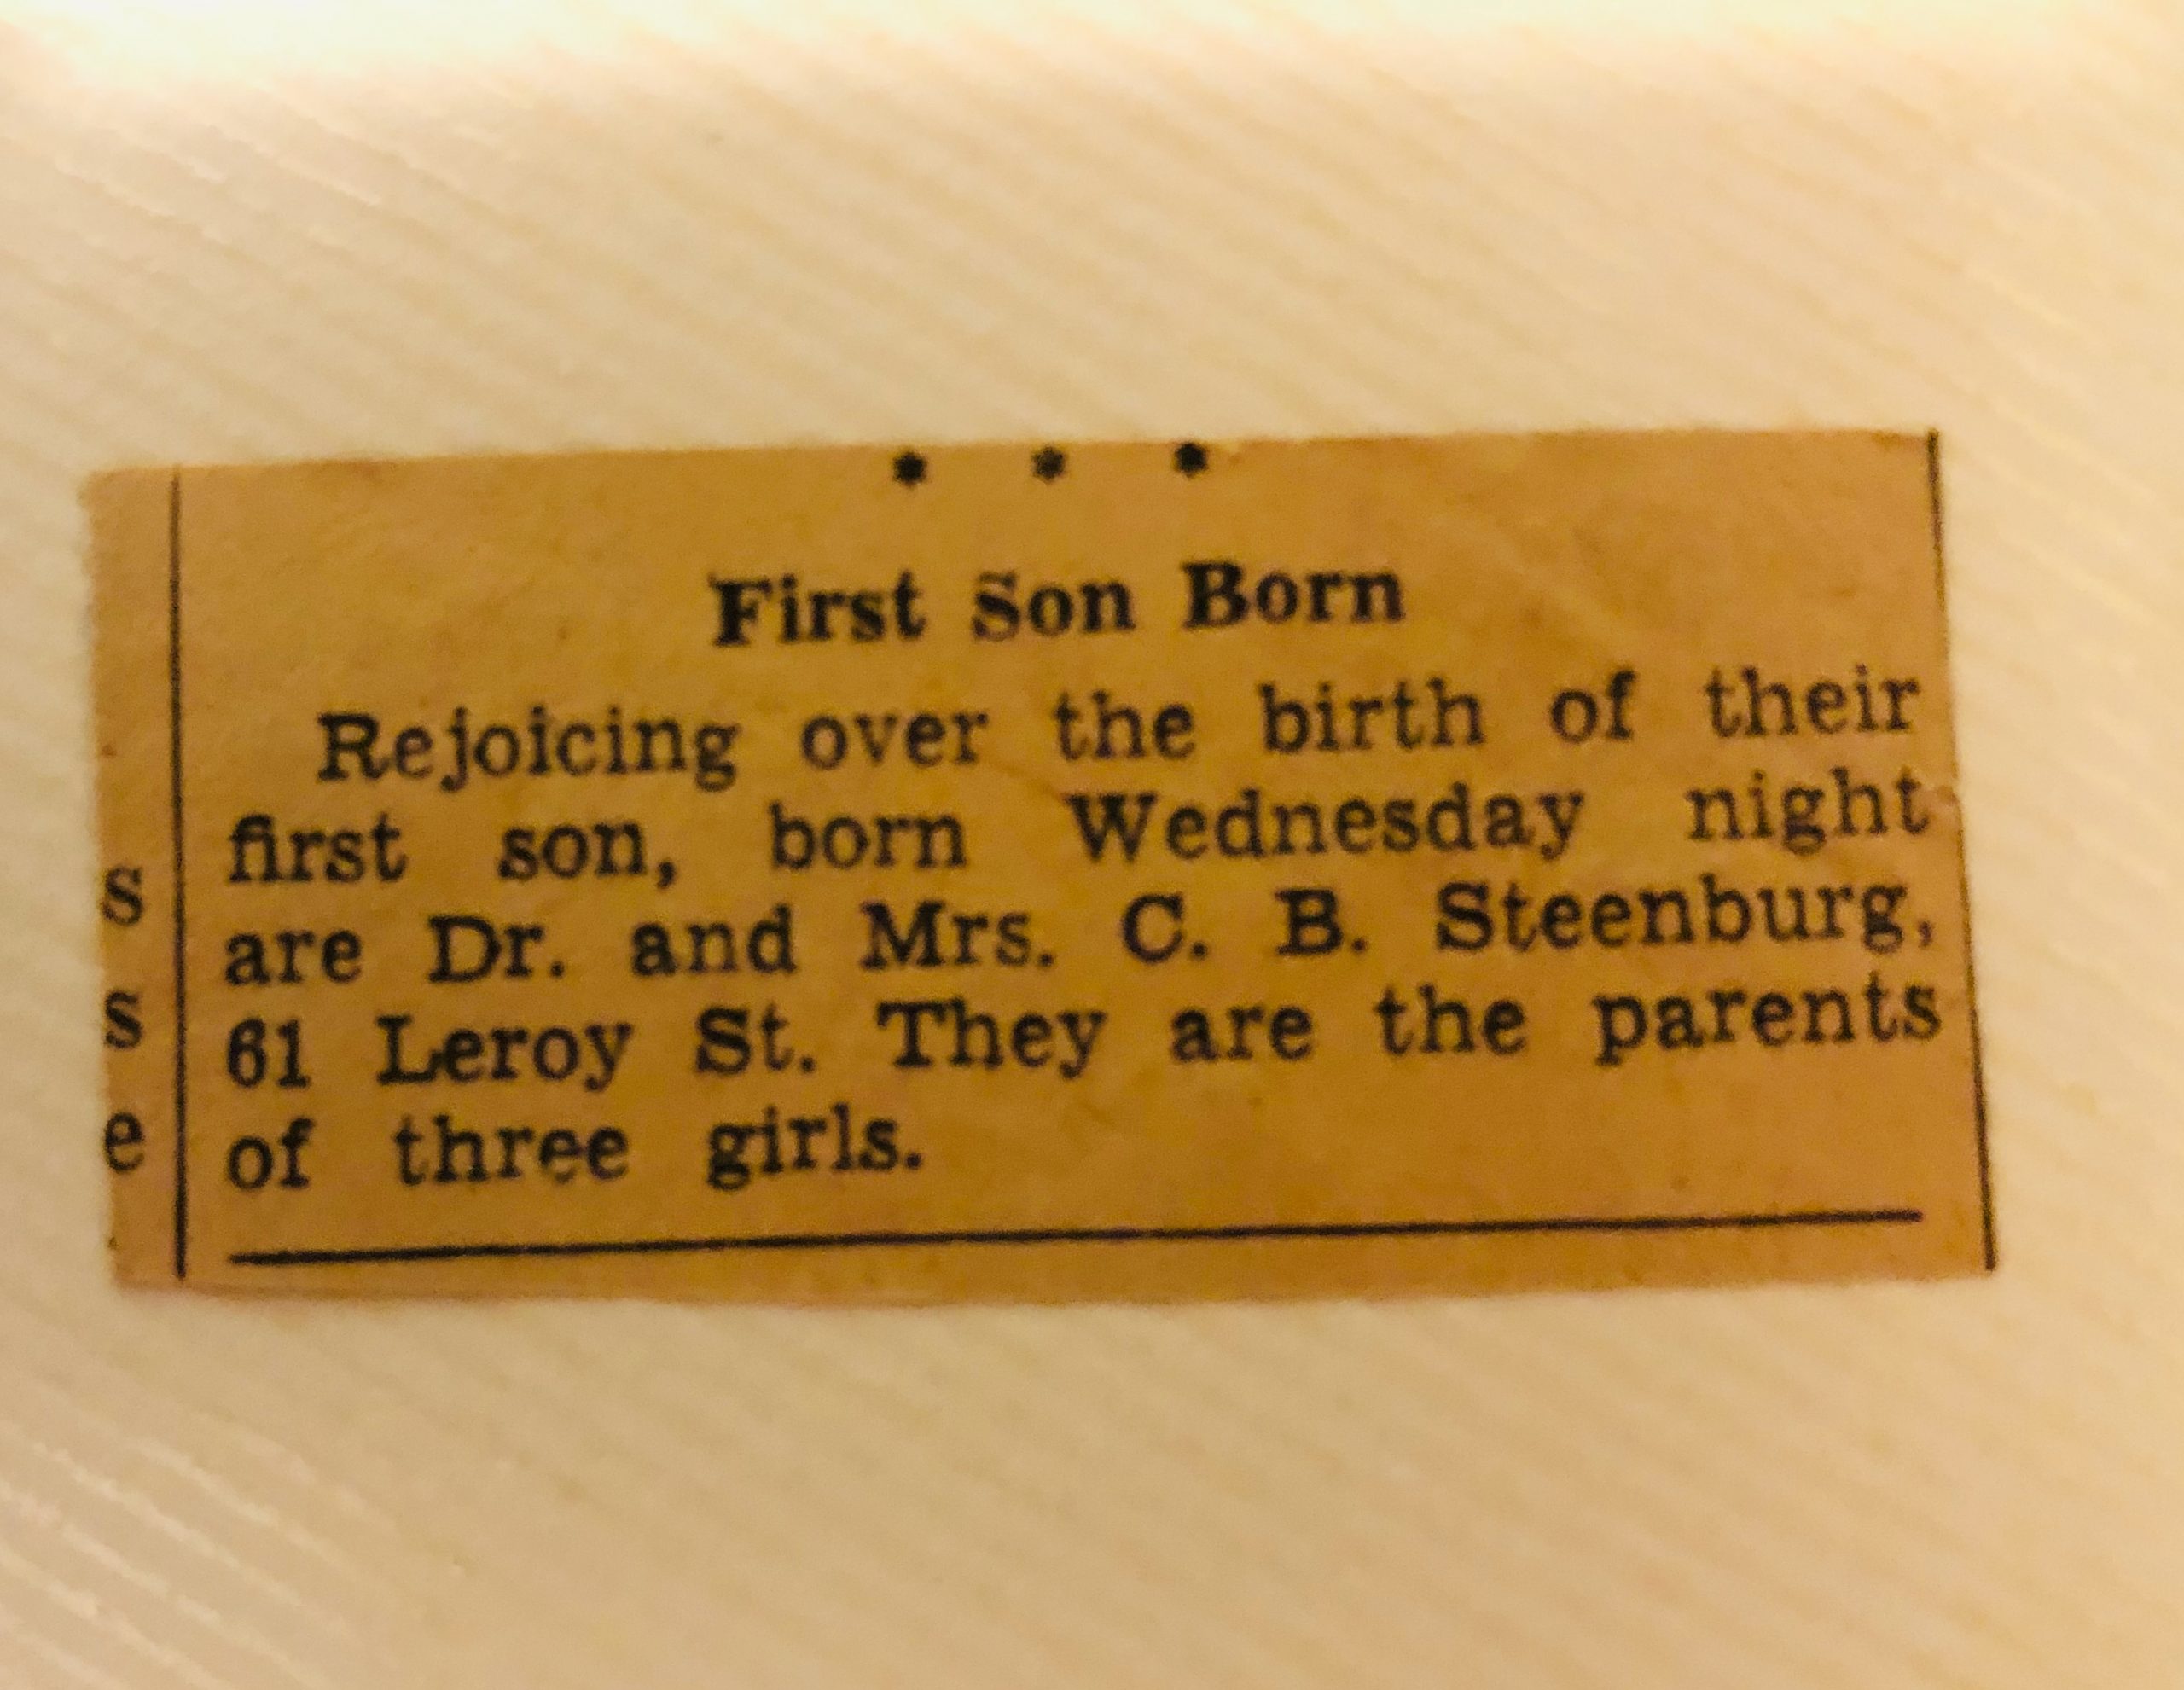 * * *
First Son Born
Rejoicing over the birth of their
first son, born Wednesday night
are Dr. and Mrs. C. B. Steenburg,
61 Leroy St. They are the parents
of three girls.
s
s
e